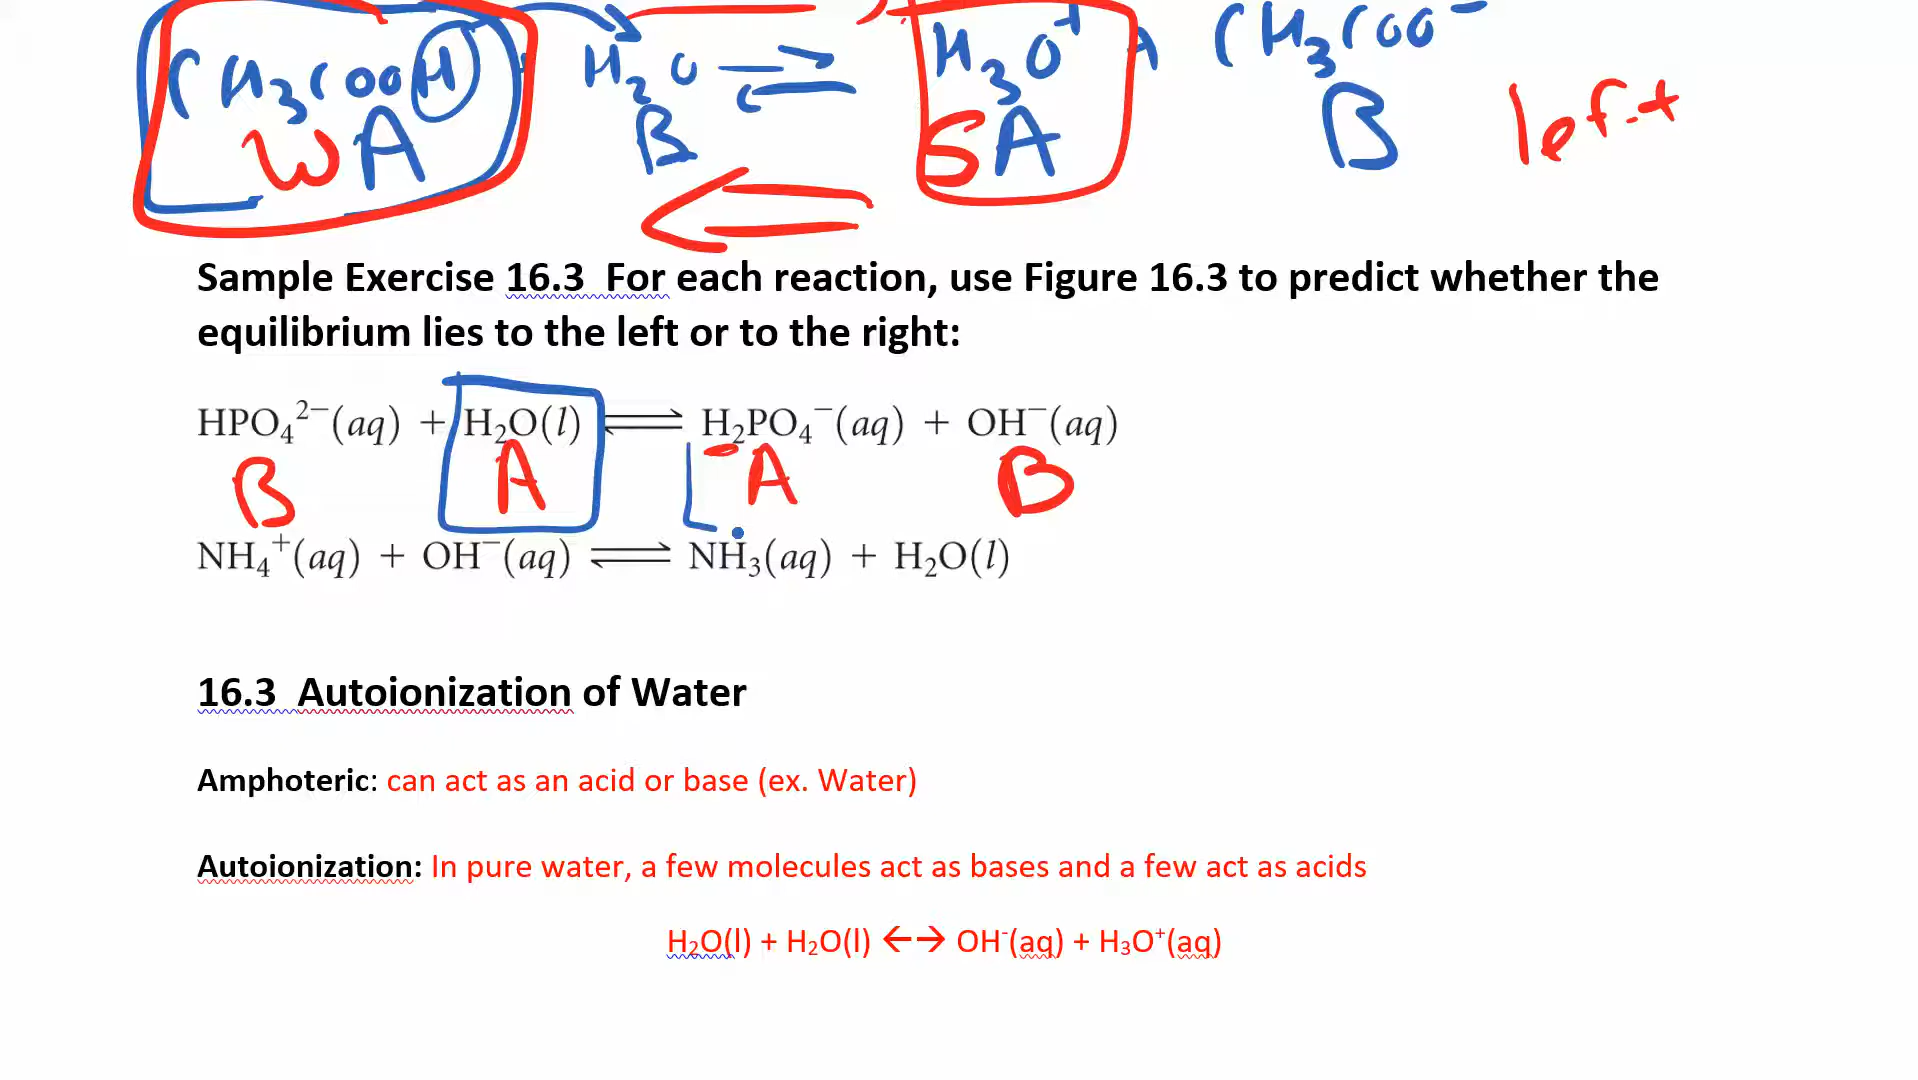 CH₃COOH + H₂O ⇌ H₃O⁺ + CH₃COO⁻
WA B SA B left
Sample Exercise 16.3 For each reaction, use Figure 16.3 to predict whether the
equilibrium lies to the left or to the right:
HPO₄²⁻(aq) + H₂O(l) ⇌ H₂PO₄⁻(aq) + OH⁻(aq)
B A A B
NH₄⁺(aq) + OH⁻(aq) ⇌ NH₃(aq) + H₂O(l)
16.3 Autoionization of Water
Amphoteric: can act as an acid or base (ex. Water)
Autoionization: In pure water, a few molecules act as bases and a few act as acids
H₂O(l) + H₂O(l) ←→ OH⁻(aq) + H₃O⁺(aq)